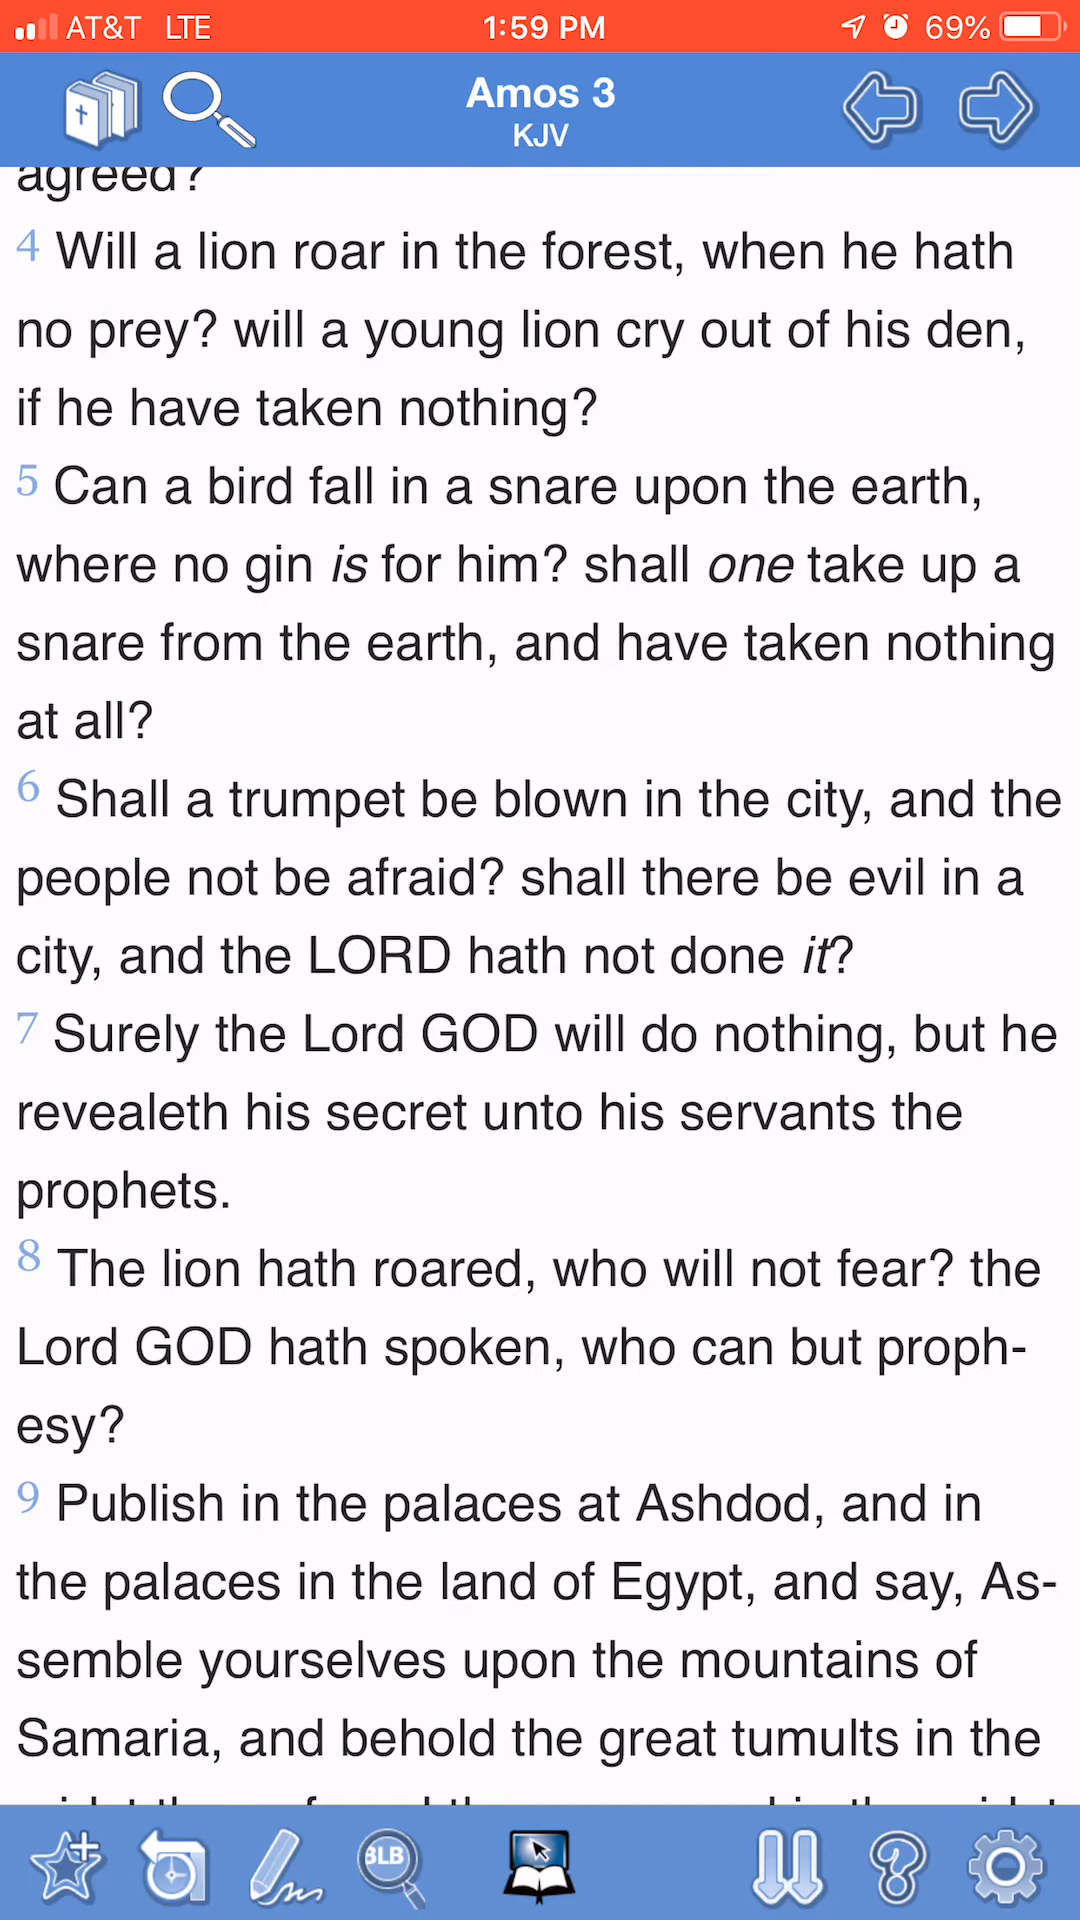 AT&T LTE 1:59 PM 69%
Amos 3
KJV
agreed?
4 Will a lion roar in the forest, when he hath
no prey? will a young lion cry out of his den,
if he have taken nothing?
5 Can a bird fall in a snare upon the earth,
where no gin is for him? shall one take up a
snare from the earth, and have taken nothing
at all?
6 Shall a trumpet be blown in the city, and the
people not be afraid? shall there be evil in a
city, and the LORD hath not done it?
7 Surely the Lord GOD will do nothing, but he
revealeth his secret unto his servants the
prophets.
8 The lion hath roared, who will not fear? the
Lord GOD hath spoken, who can but proph-
esy?
9 Publish in the palaces at Ashdod, and in
the palaces in the land of Egypt, and say, As-
semble yourselves upon the mountains of
Samaria, and behold the great tumults in the
BLB